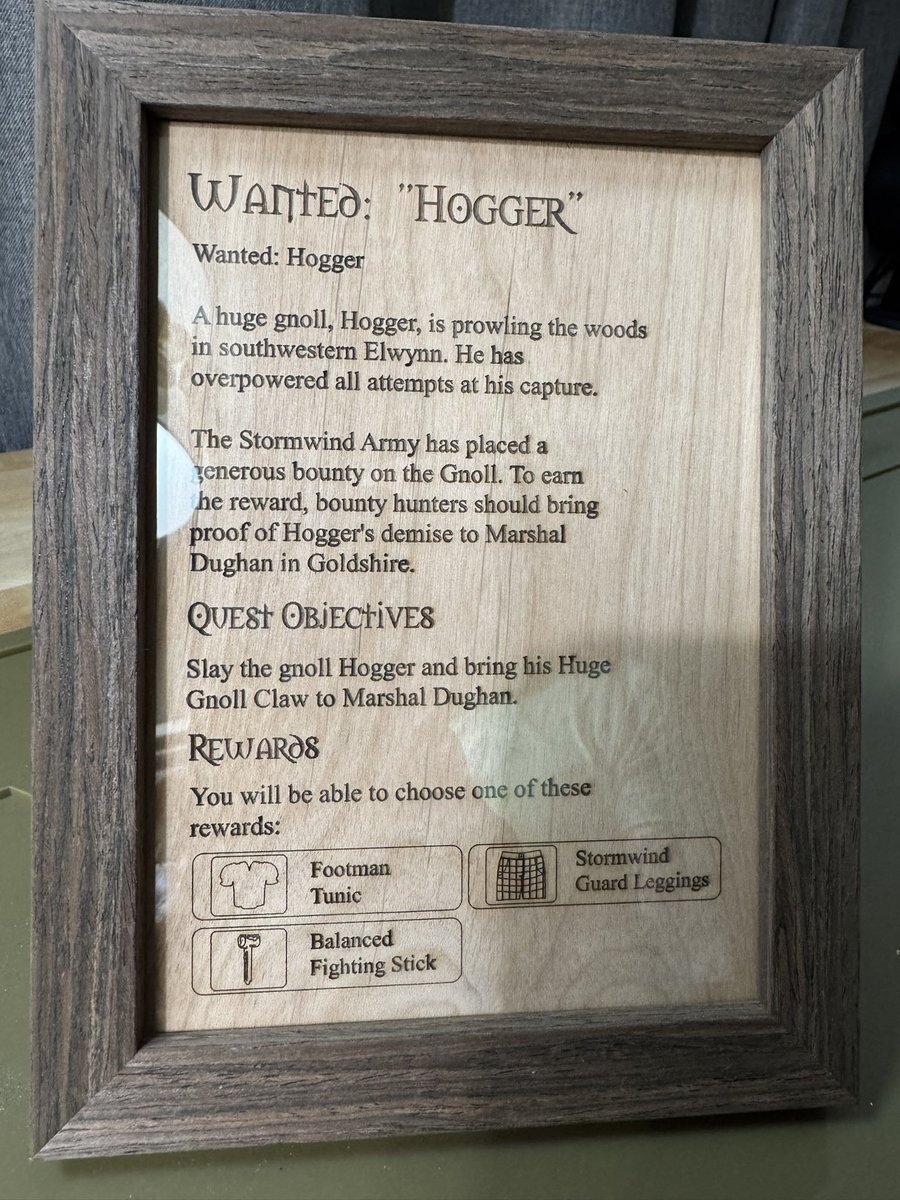 Wanted: "Hogger"
Wanted: Hogger
A huge gnoll, Hogger, is prowling the woods
in southwestern Elwynn. He has
overpowered all attempts at his capture.
The Stormwind Army has placed a
generous bounty on the Gnoll. To earn
the reward, bounty hunters should bring
proof of Hogger's demise to Marshal
Dughan in Goldshire.
Quest Objectives
Slay the gnoll Hogger and bring his Huge
Gnoll Claw to Marshal Dughan.
Rewards
You will be able to choose one of these
rewards:
Footman
Tunic
Stormwind
Guard Leggings
Balanced
Fighting Stick